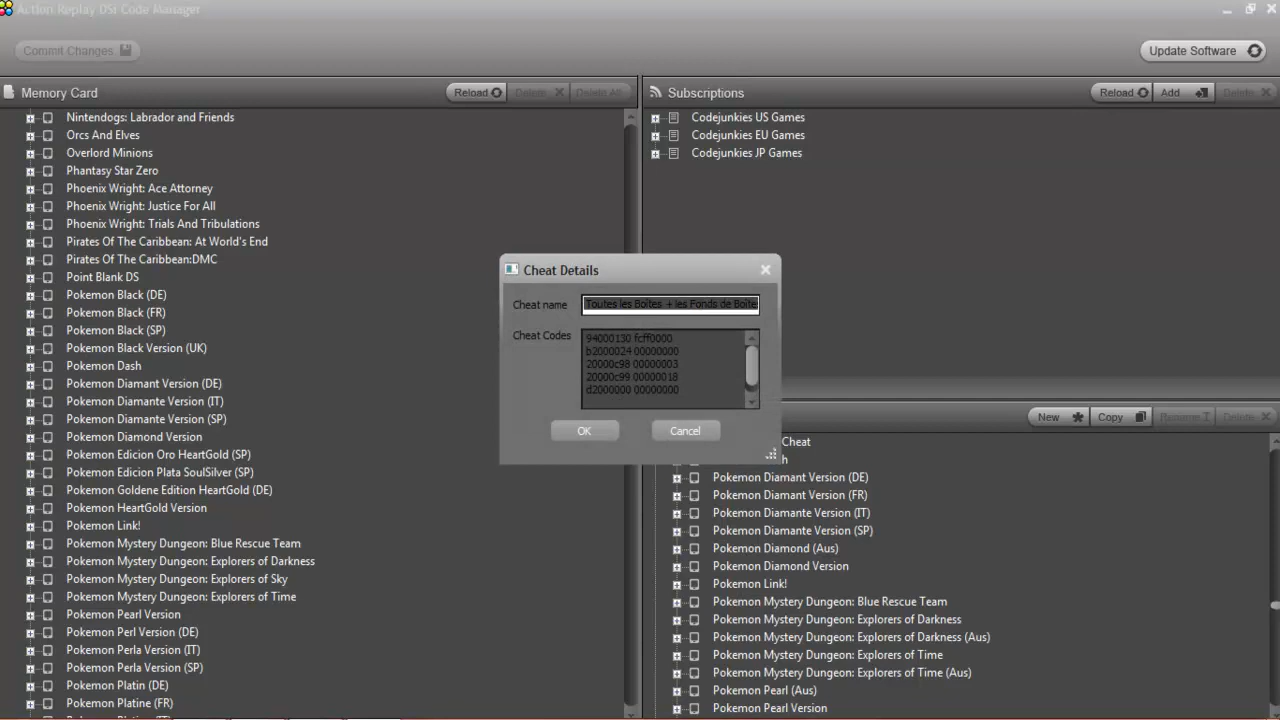 Action Replay DSi Code Manager
Commit Changes
Update Software
Memory Card
Reload
Delete
Delete All
Nintendogs: Labrador and Friends
Orcs And Elves
Overlord Minions
Phantasy Star Zero
Phoenix Wright: Ace Attorney
Phoenix Wright: Justice For All
Phoenix Wright: Trials And Tribulations
Pirates Of The Caribbean: At World's End
Pirates Of The Caribbean:DMC
Point Blank DS
Pokemon Black (DE)
Pokemon Black (FR)
Pokemon Black (SP)
Pokemon Black Version (UK)
Pokemon Dash
Pokemon Diamant Version (DE)
Pokemon Diamante Version (IT)
Pokemon Diamante Version (SP)
Pokemon Diamond Version
Pokemon Edicion Oro HeartGold (SP)
Pokemon Edicion Plata SoulSilver (SP)
Pokemon Goldene Edition HeartGold (DE)
Pokemon HeartGold Version
Pokemon Link!
Pokemon Mystery Dungeon: Blue Rescue Team
Pokemon Mystery Dungeon: Explorers of Darkness
Pokemon Mystery Dungeon: Explorers of Sky
Pokemon Mystery Dungeon: Explorers of Time
Pokemon Pearl Version
Pokemon Perl Version (DE)
Pokemon Perla Version (IT)
Pokemon Perla Version (SP)
Pokemon Platin (DE)
Pokemon Platine (FR)
Subscriptions
Reload
Add
Delete
Codejunkies US Games
Codejunkies EU Games
Codejunkies JP Games
Cheat Details
Cheat name
Toutes les Boîtes + les Fonds de Boîte
Cheat Codes
94000130 fcff0000
b2000024 00000000
20000c98 00000003
20000c99 00000018
d2000000 00000000
OK
Cancel
New
Copy
Rename
Delete
Cheat
h
Pokemon Diamant Version (DE)
Pokemon Diamant Version (FR)
Pokemon Diamante Version (IT)
Pokemon Diamante Version (SP)
Pokemon Diamond (Aus)
Pokemon Diamond Version
Pokemon Link!
Pokemon Mystery Dungeon: Blue Rescue Team
Pokemon Mystery Dungeon: Explorers of Darkness
Pokemon Mystery Dungeon: Explorers of Darkness (Aus)
Pokemon Mystery Dungeon: Explorers of Time
Pokemon Mystery Dungeon: Explorers of Time (Aus)
Pokemon Pearl (Aus)
Pokemon Pearl Version